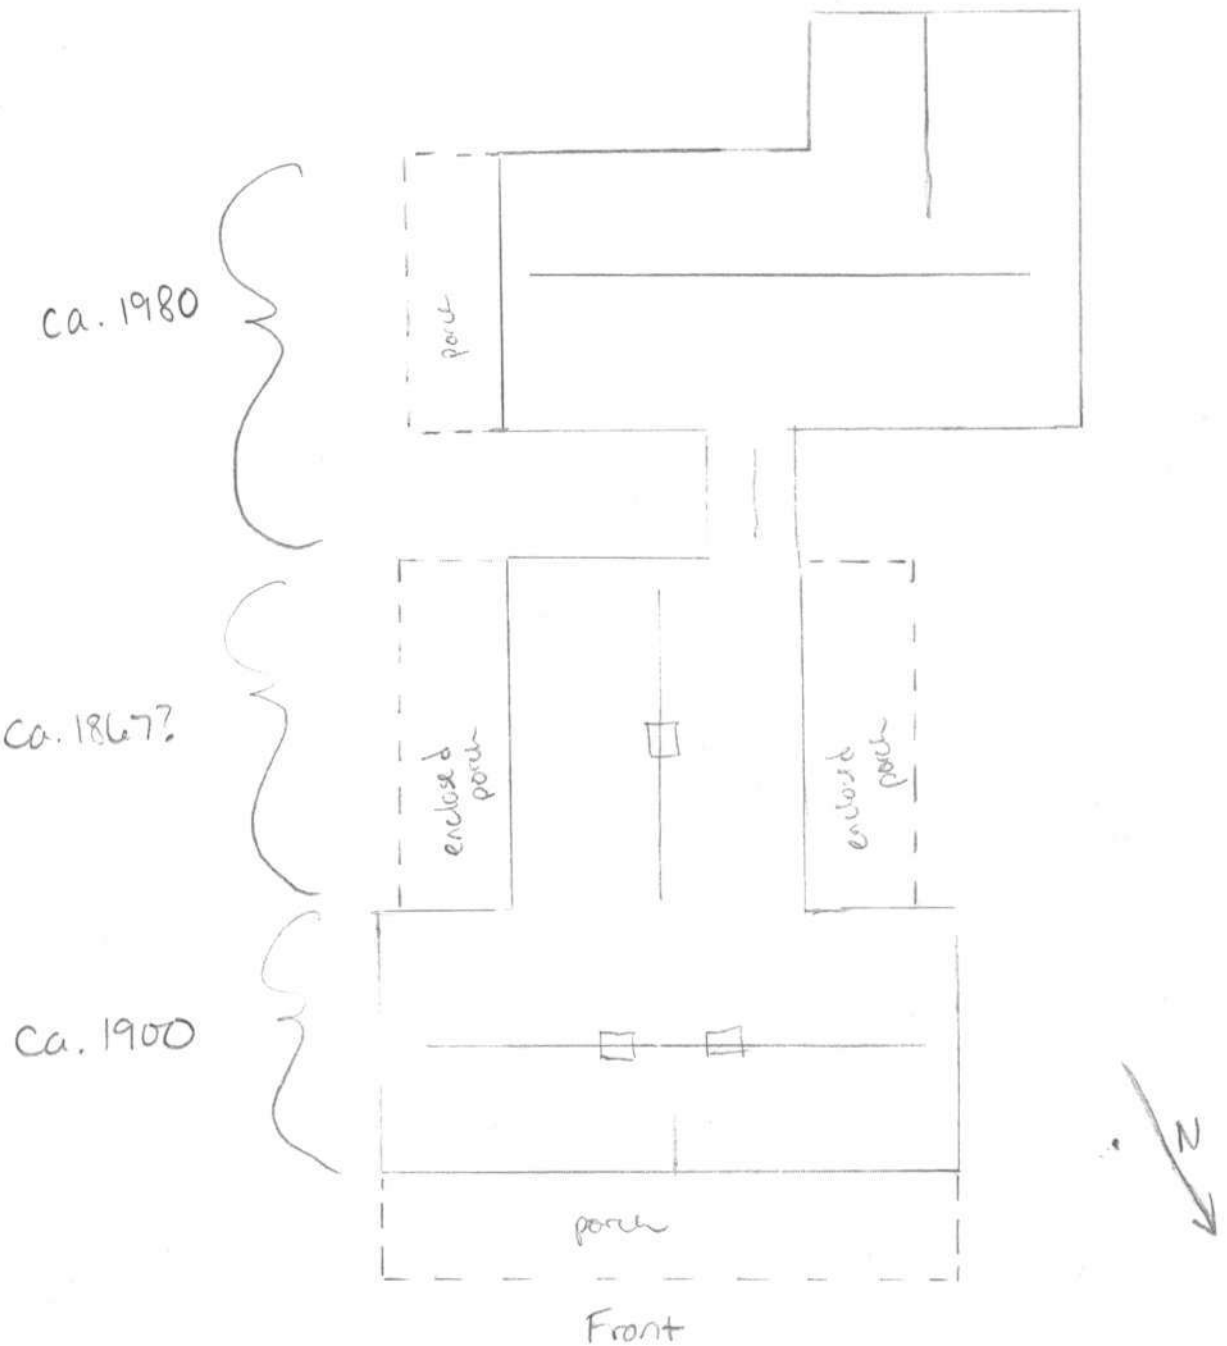 ca. 1980
porch
ca. 1867?
enclosed
porch
enclosed
porch
ca. 1900
N
porch
Front